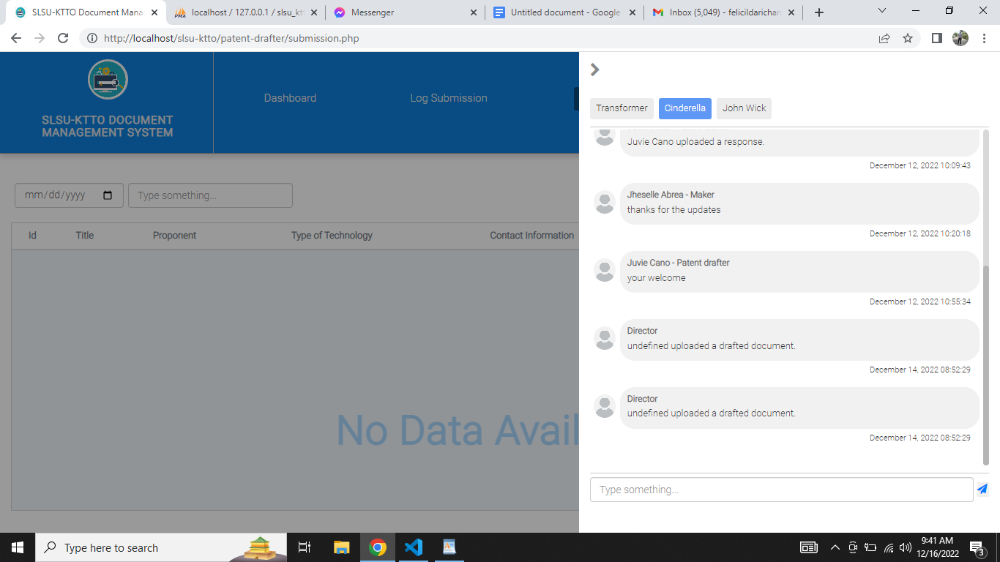 SLSU-KTTO Document Mana
localhost / 127.0.0.1 / slsu_kt
Messenger
Untitled document - Google
Inbox (5,049) - felicildarichar
http://localhost/slsu-ktto/patent-drafter/submission.php
SLSU-KTTO DOCUMENT
MANAGEMENT SYSTEM
Dashboard
Log Submission
mm/dd/yyyy
Type something...
Id Title Proponent Type of Technology Contact Information
No Data Avail
Transformer Cinderella John Wick
Juvie Cano uploaded a response.
December 12, 2022 10:09:43
Jheselle Abrea - Maker
thanks for the updates
December 12, 2022 10:20:18
Juvie Cano - Patent drafter
your welcome
December 12, 2022 10:55:34
Director
undefined uploaded a drafted document.
December 14, 2022 08:52:29
Director
undefined uploaded a drafted document.
December 14, 2022 08:52:29
Type something...
Type here to search
9:41 AM
12/16/2022
3